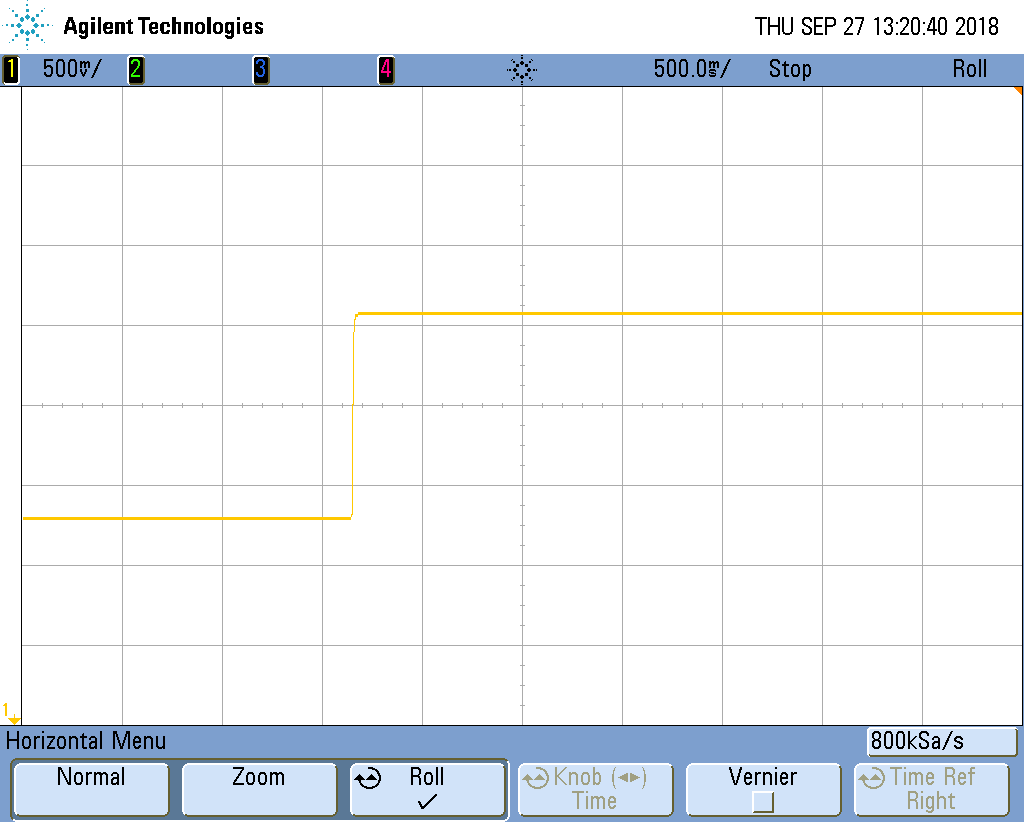 Agilent Technologies THU SEP 27 13:20:40 2018
1 500mV/ 2 3 4 500.0ms/ Stop Roll
1
Horizontal Menu 800kSa/s
Normal Zoom Roll Knob (◄►) Vernier Time Ref
✓ Time Right